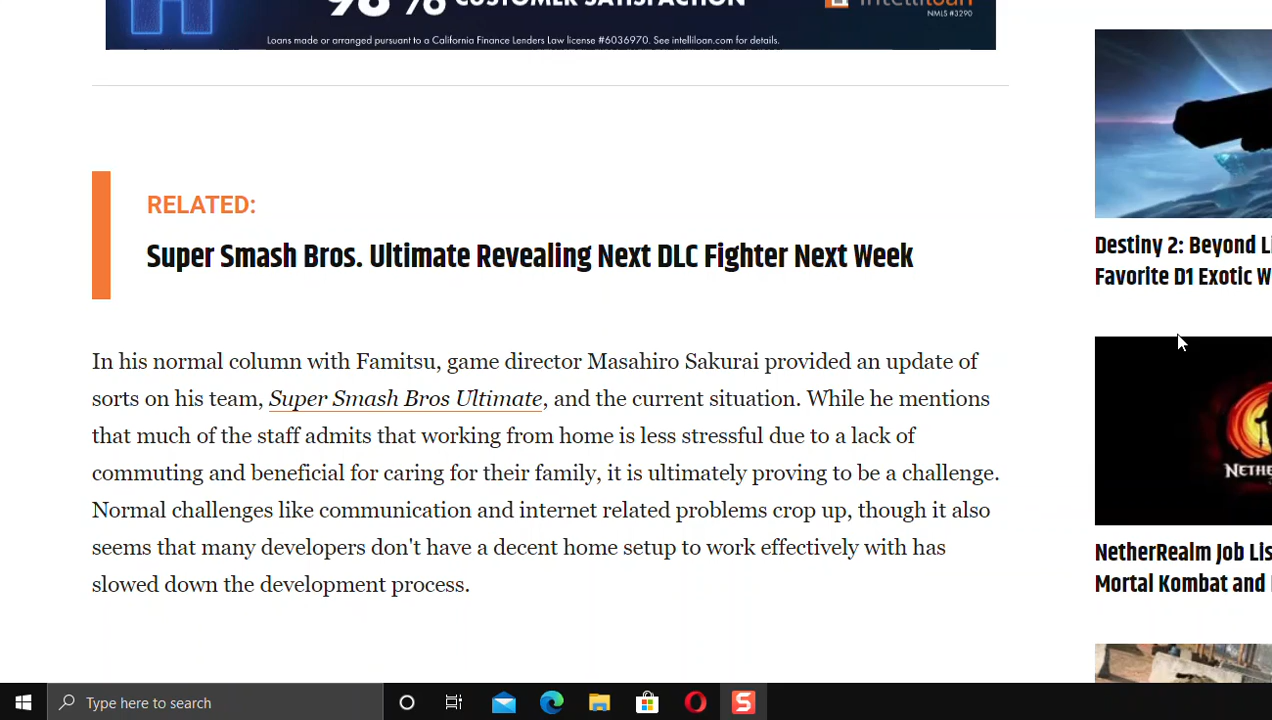 98% CUSTOMER SATISFACTION
intelliloan
NMLS #3290
Loans made or arranged pursuant to a California Finance Lenders Law license #6036970. See intelliloan.com for details.
RELATED:
Super Smash Bros. Ultimate Revealing Next DLC Fighter Next Week
In his normal column with Famitsu, game director Masahiro Sakurai provided an update of
sorts on his team, Super Smash Bros Ultimate, and the current situation. While he mentions
that much of the staff admits that working from home is less stressful due to a lack of
commuting and beneficial for caring for their family, it is ultimately proving to be a challenge.
Normal challenges like communication and internet related problems crop up, though it also
seems that many developers don't have a decent home setup to work effectively with has
slowed down the development process.
Destiny 2: Beyond
Favorite D1 Exotic
NetherRealm Job
Mortal Kombat and
Type here to search